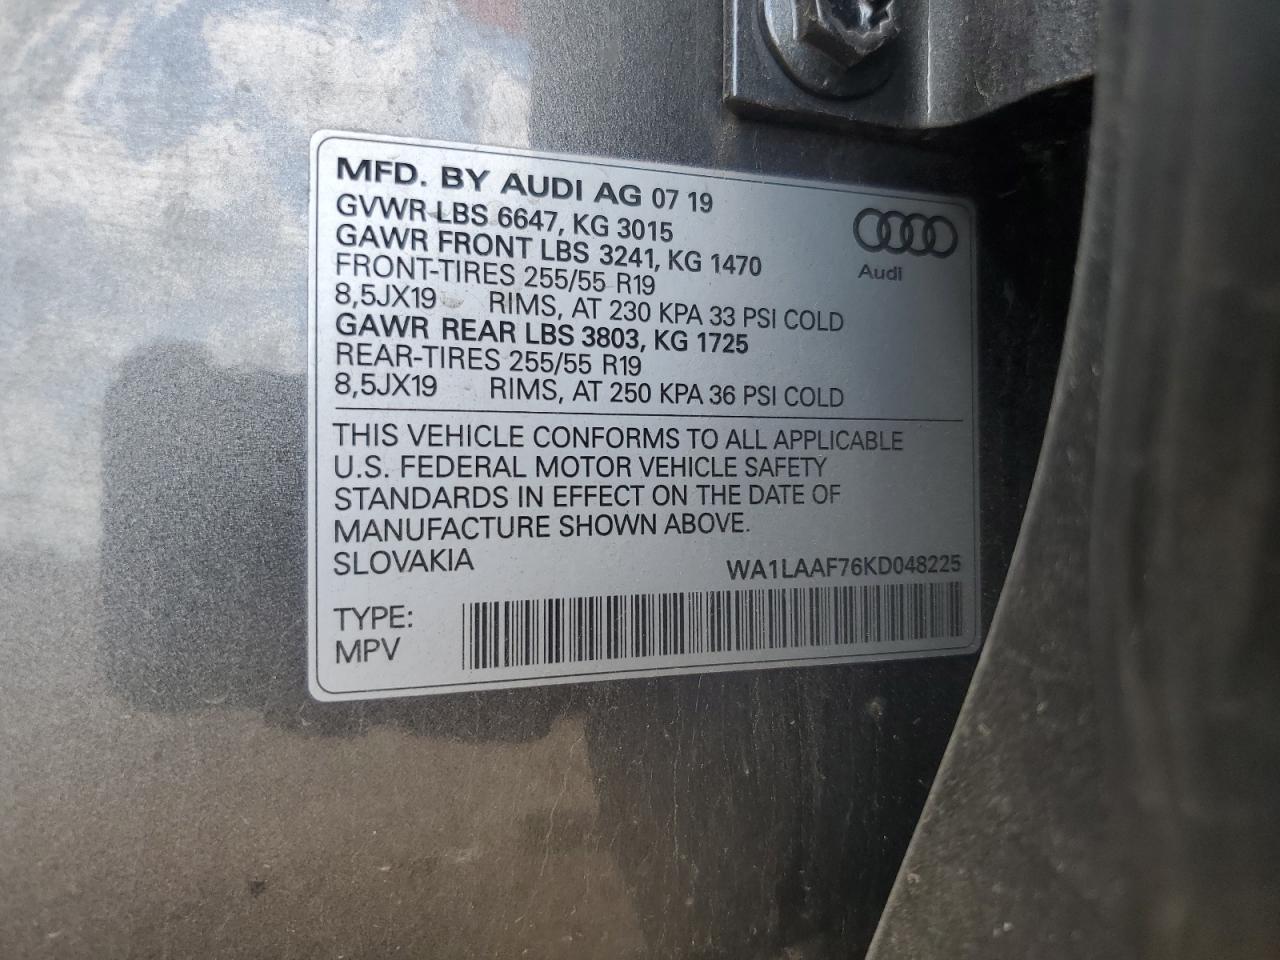 MFD. BY AUDI AG 07 19
GVWR LBS 6647, KG 3015
GAWR FRONT LBS 3241, KG 1470
FRONT-TIRES 255/55 R19
8,5JX19 RIMS, AT 230 KPA 33 PSI COLD
GAWR REAR LBS 3803, KG 1725
REAR-TIRES 255/55 R19
8,5JX19 RIMS, AT 250 KPA 36 PSI COLD
Audi
THIS VEHICLE CONFORMS TO ALL APPLICABLE
U.S. FEDERAL MOTOR VEHICLE SAFETY
STANDARDS IN EFFECT ON THE DATE OF
MANUFACTURE SHOWN ABOVE.
SLOVAKIA WA1LAAF76KD048225
TYPE:
MPV